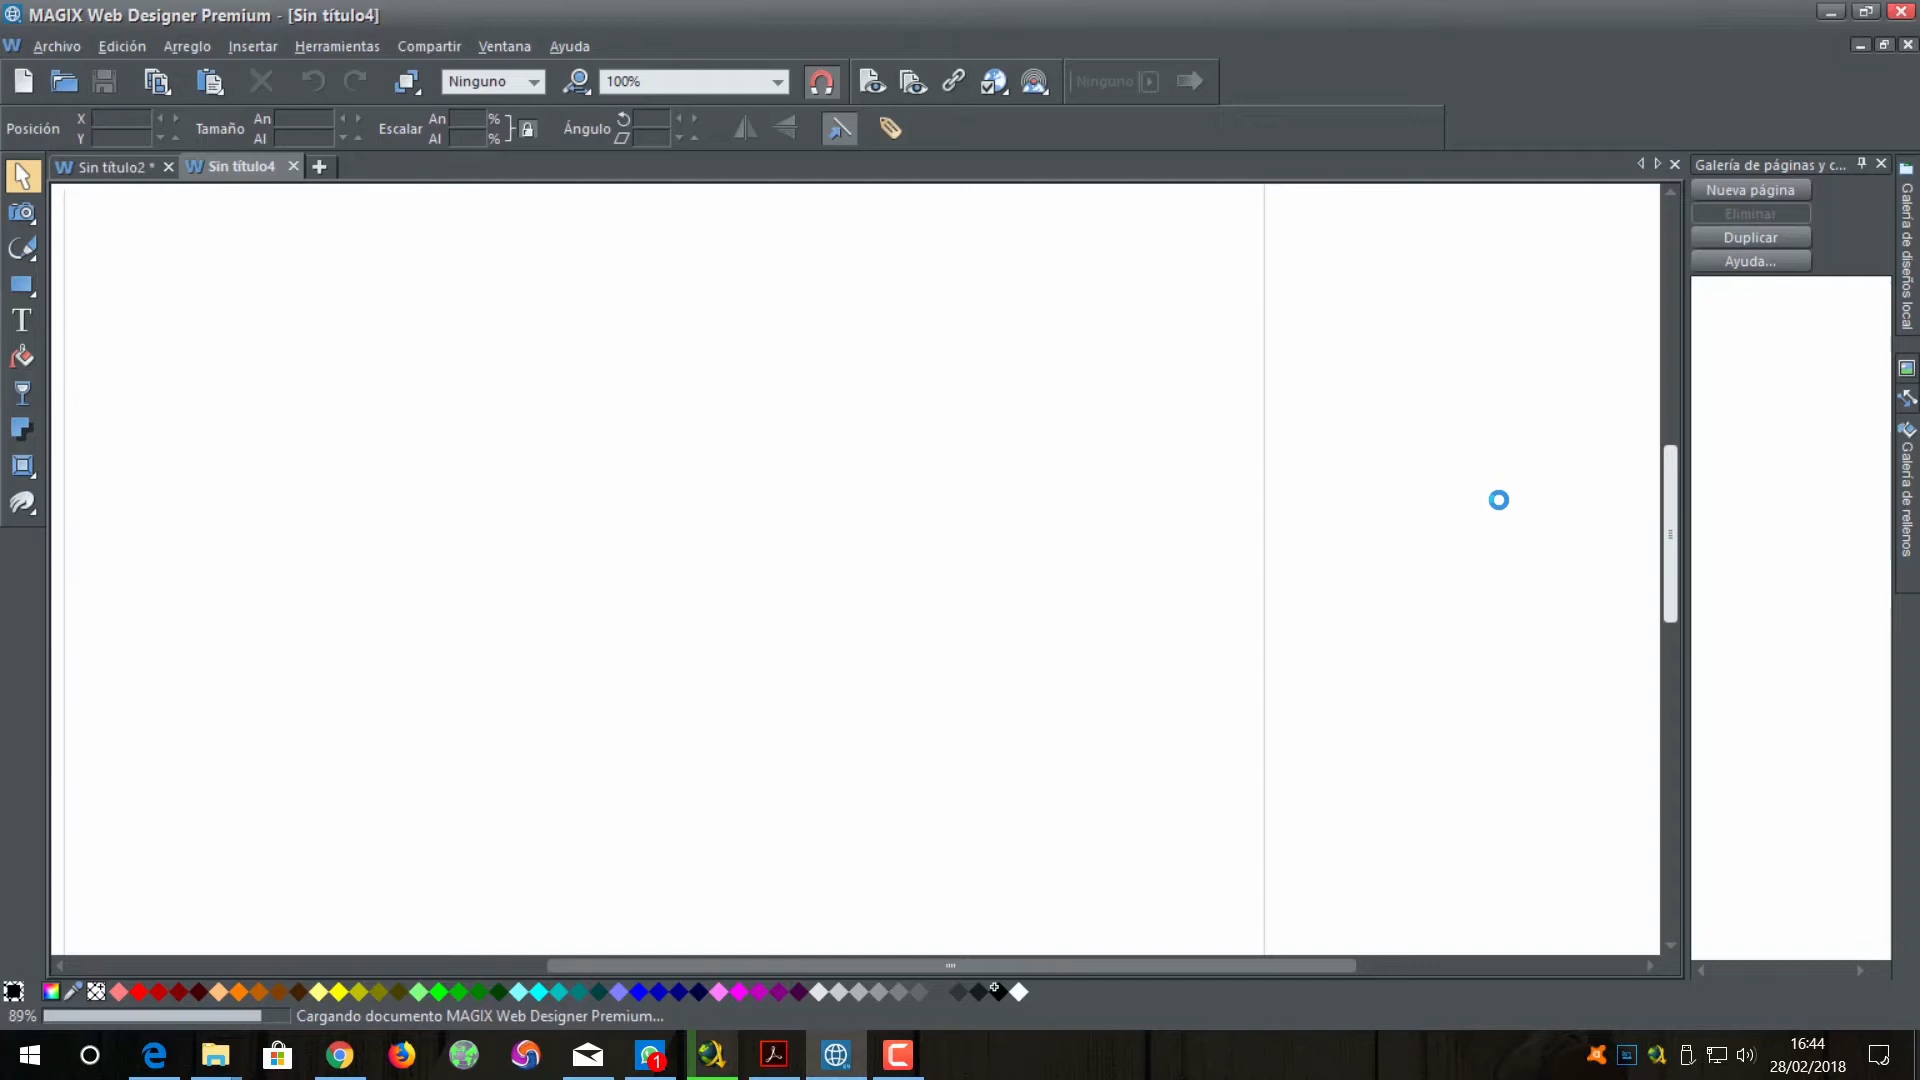 MAGIX Web Designer Premium - [Sin título4]
Archivo Edición Arreglo Insertar Herramientas Compartir Ventana Ayuda
Ninguno 100% Ninguno
Posición X Y Tamaño An Al Escalar An Al % % Ángulo
Sin título2 * Sin título4
Galería de páginas y c...
Nueva página
Eliminar
Duplicar
Ayuda...
Galería de diseños local
Galería de rellenos
89% Cargando documento MAGIX Web Designer Premium...
1
16:44
28/02/2018